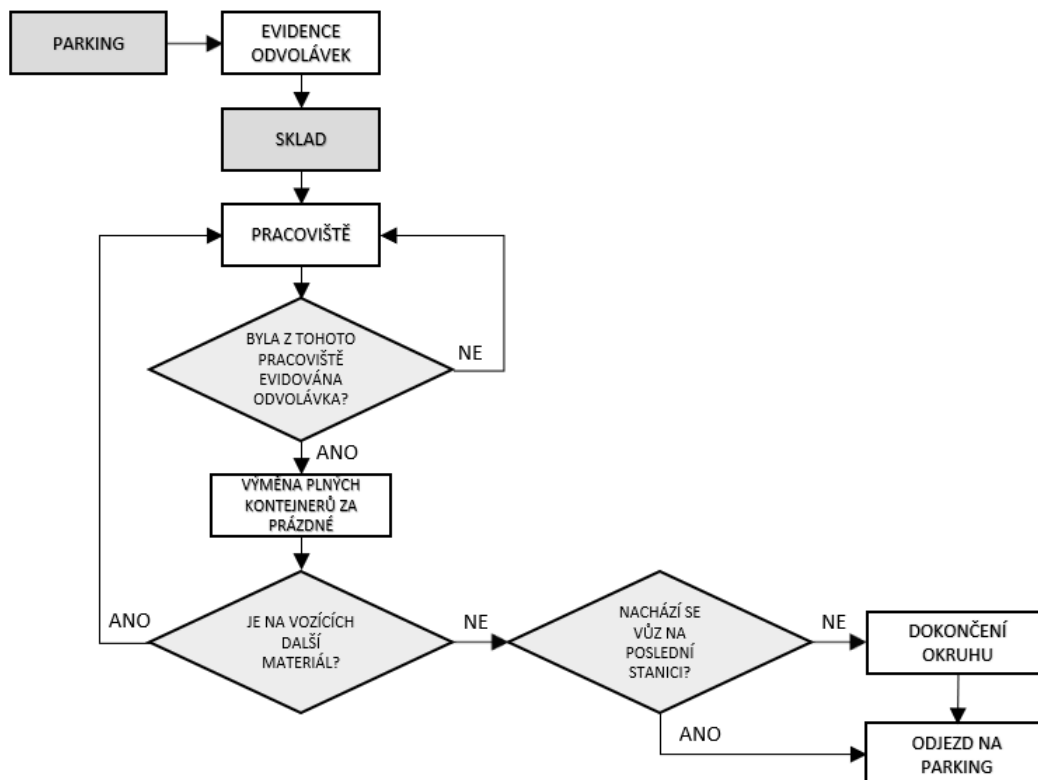 PARKING
EVIDENCE
ODVOLÁVEK
SKLAD
PRACOVIŠTĚ
BYLA Z TOHOTO
PRACOVIŠTĚ
EVIDOVÁNA
ODVOLÁVKA?
NE
ANO
VÝMĚNA PLNÝCH
KONTEJNERŮ ZA
PRÁZDNÉ
ANO
JE NA VOZÍCÍCH
DALŠÍ
MATERIÁL?
NE
NACHÁZÍ SE
VŮZ NA
POSLEDNÍ
STANICI?
NE
DOKONČENÍ
OKRUHU
ANO
ODJEZD NA
PARKING